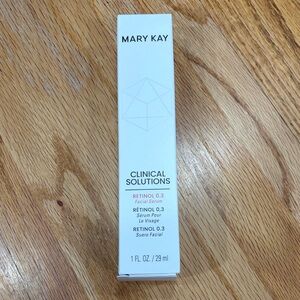 MARY KAY
CLINICAL
SOLUTIONS
RETINOL 0.3
Facial Serum
RÉTINOL 0,3
Sérum Pour
Le Visage
RETINOL 0.3
Suero Facial
1 FL. OZ. / 29 ml